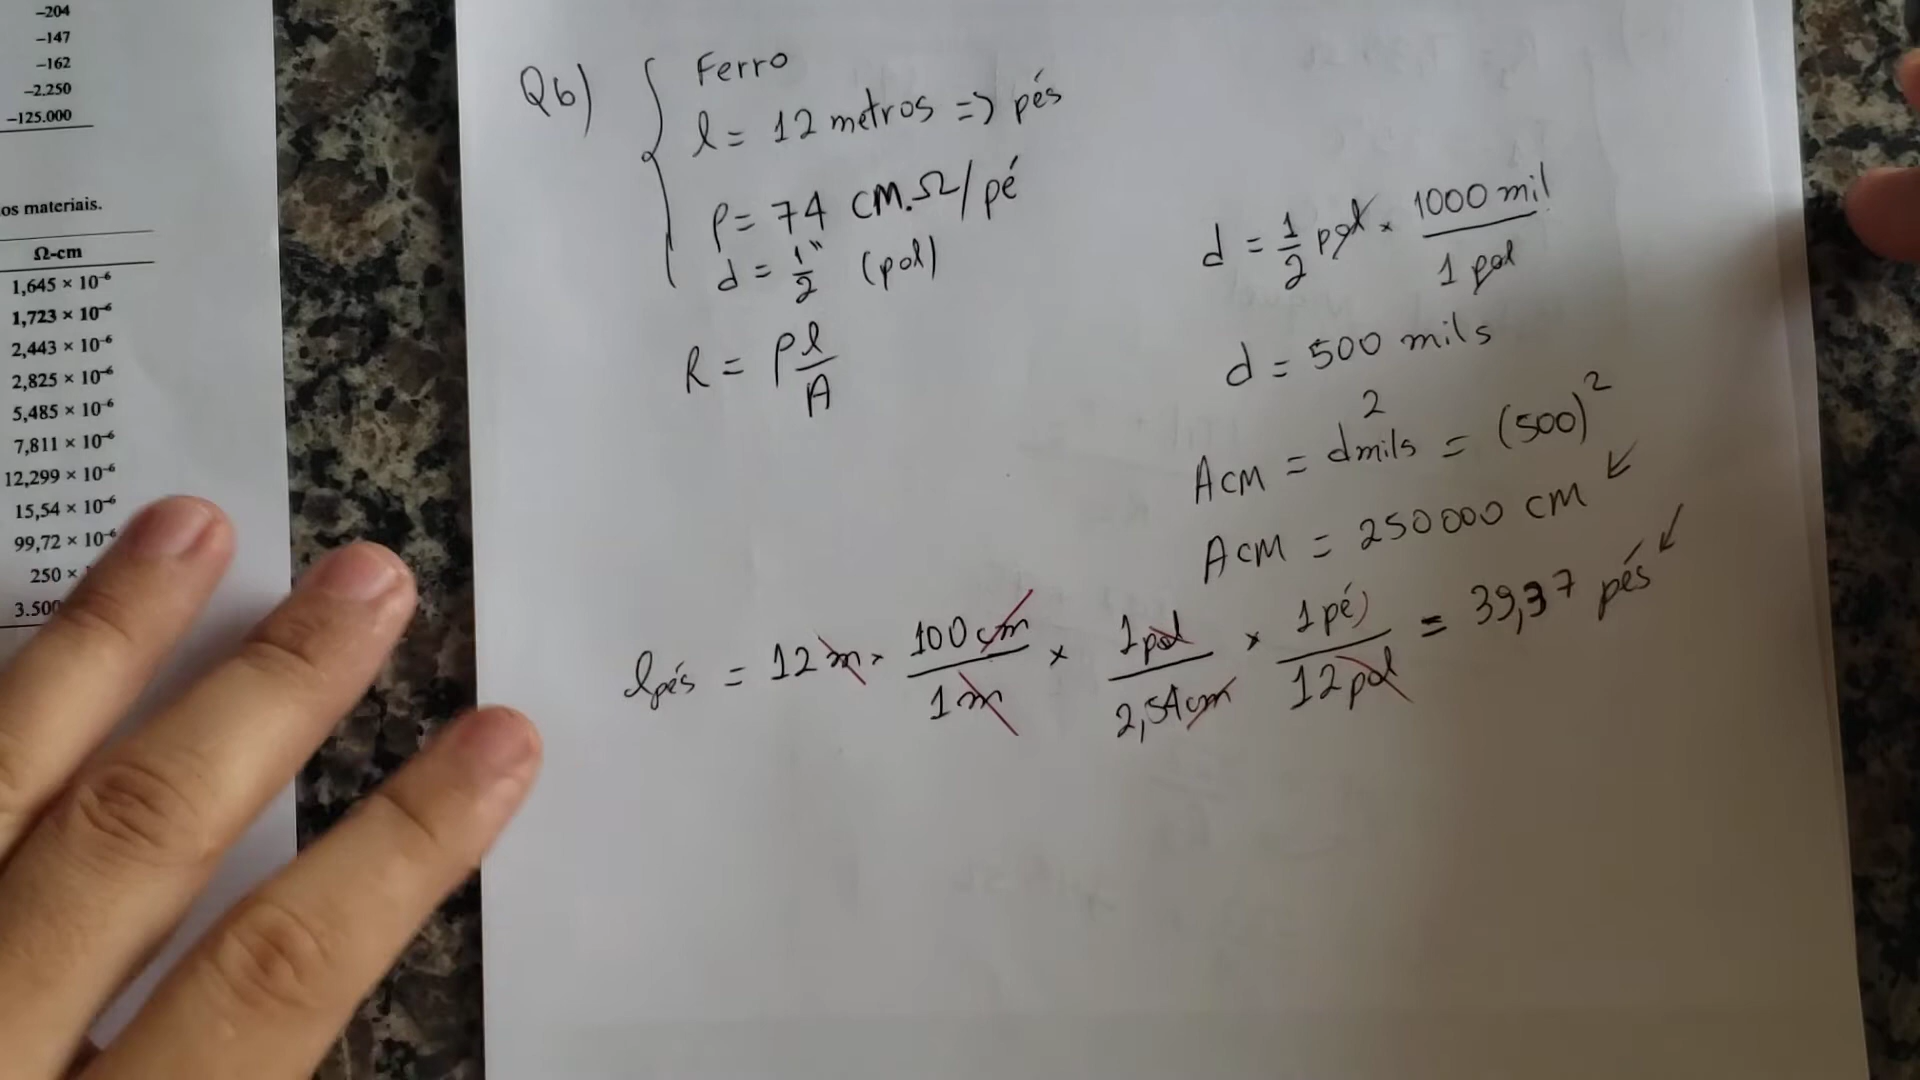 –204
–147
–162
–2.250
–125.000
os materiais.
Ω-cm
1,645 × 10⁻⁶
1,723 × 10⁻⁶
2,443 × 10⁻⁶
2,825 × 10⁻⁶
5,485 × 10⁻⁶
7,811 × 10⁻⁶
12,299 × 10⁻⁶
15,54 × 10⁻⁶
99,72 × 10⁻⁶
250 ×
3.500
Q6) { Ferro
l = 12 metros => pés
ρ = 74 CM.Ω/pé
d = 1/2" (pol)
R = ρl/A
d = 1/2 pol × 1000 mil / 1 pol
d = 500 mils
ACM = d²mils = (500)²
ACM = 250000 CM
lpés = 12 m × 100 cm / 1 m × 1 pol / 2,54 cm × 1 pé / 12 pol = 39,37 pés